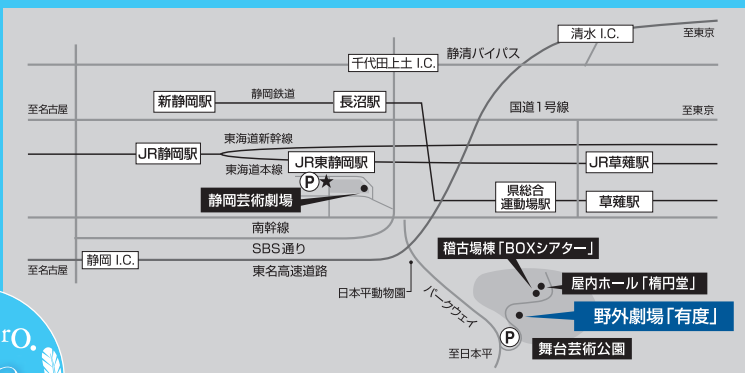 清水 I.C.
至東京
静清バイパス
千代田上土 I.C.
静岡鉄道
新静岡駅
長沼駅
至名古屋
国道1号線
至東京
東海道新幹線
JR静岡駅
JR東静岡駅
JR草薙駅
東海道本線
P
★
静岡芸術劇場
県総合
運動場駅
草薙駅
南幹線
SBS通り
静岡 I.C.
至名古屋
東名高速道路
稽古場棟「BOXシアター」
屋内ホール「楕円堂」
日本平動物園
パークウェイ
野外劇場「有度」
P
舞台芸術公園
至日本平
rO.